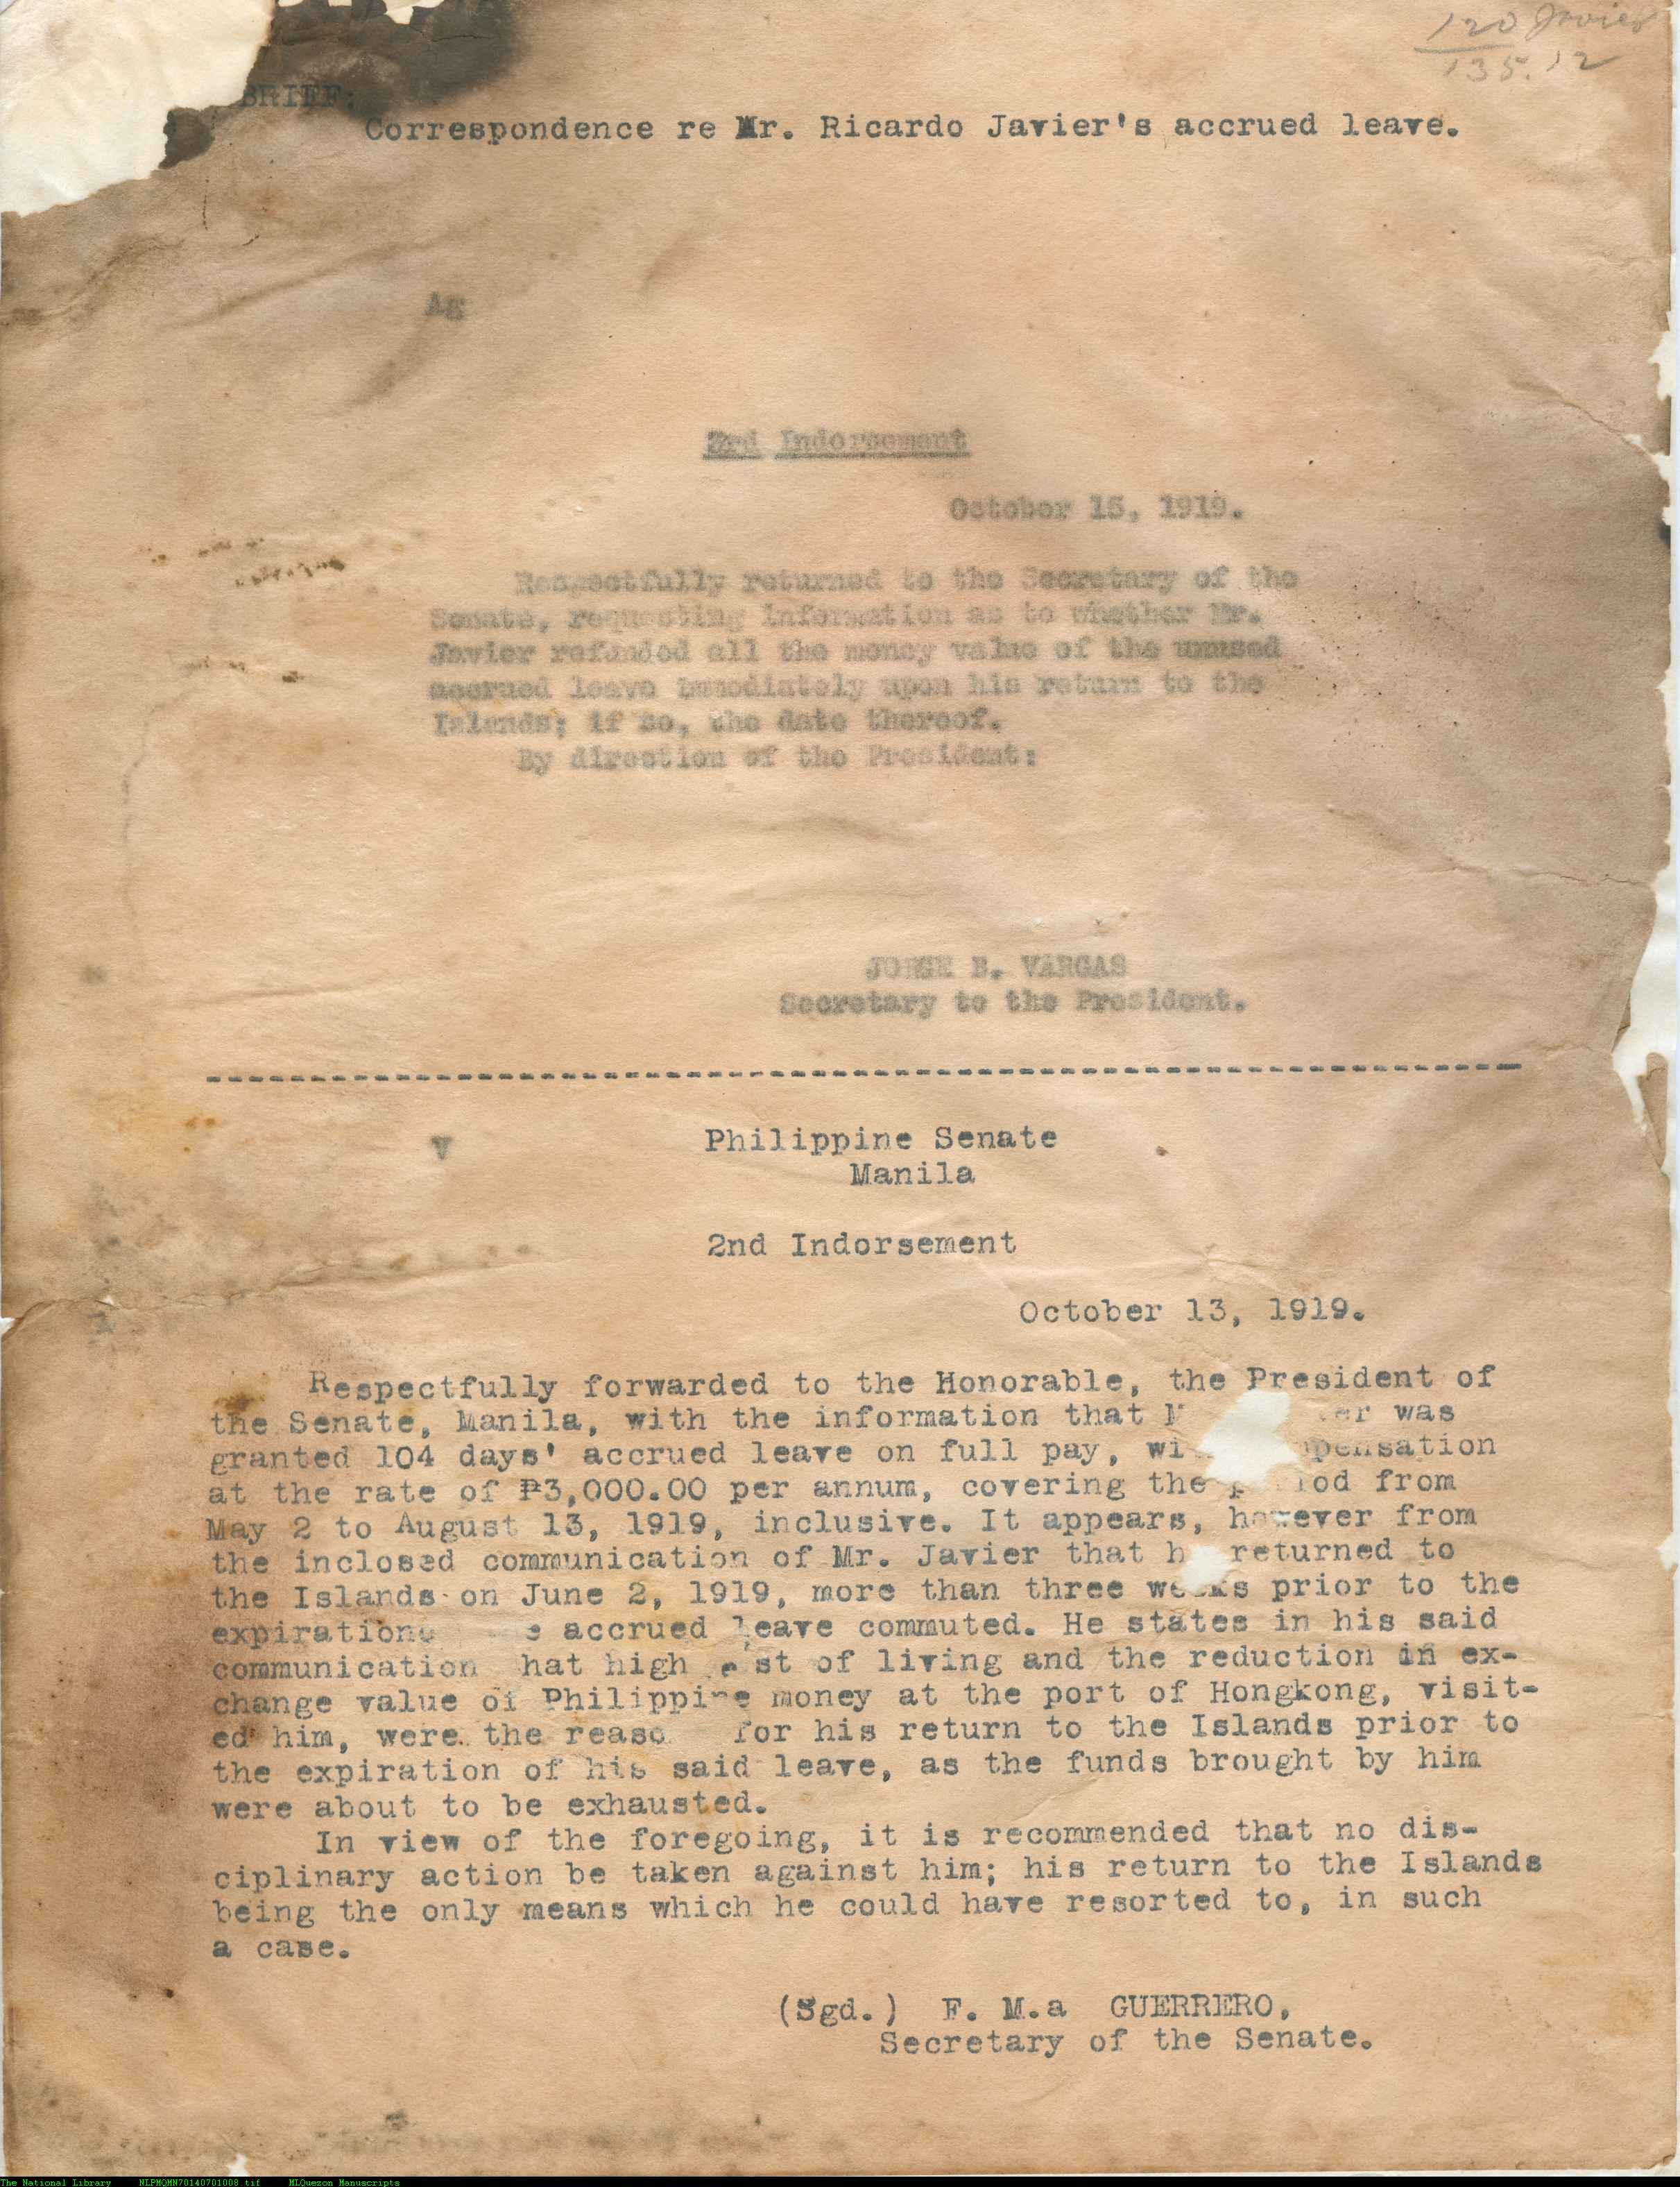 120 Javier
135.12
BRIEF:
Correspondence re Mr. Ricardo Javier's accrued leave.
Ag
3rd Indorsement
October 15, 1919.
Respectfully returned to the Secretary of the
Senate, requesting information as to whether Mr.
Javier refunded all the money value of the unused
accrued leave immediately upon his return to the
Islands; if so, the date thereof.
By direction of the President:
JORGE B. VARGAS
Secretary to the President.
V
Philippine Senate
Manila
2nd Indorsement
October 13, 1919.
Respectfully forwarded to the Honorable, the President of
the Senate, Manila, with the information that was
granted 104 days' accrued leave on full pay,
at the rate of ₱3,000.00 per annum, covering the from
May 2 to August 13, 1919, inclusive. It appears, however from
the inclosed communication of Mr. Javier that returned to
the Islands on June 2, 1919, more than three weeks prior to the
expiration accrued leave commuted. He states in his said
communication hat high st of living and the reduction in ex-
change value of Philippine money at the port of Hongkong, visit-
ed him, were the reaso for his return to the Islands prior to
the expiration of his said leave, as the funds brought by him
were about to be exhausted.
In view of the foregoing, it is recommended that no dis-
ciplinary action be taken against him; his return to the Islands
being the only means which he could have resorted to, in such
a case.
(Sgd.) F. M.a GUERRERO,
Secretary of the Senate.
The National Library NLPMQMN70140701008.tif MLQuezon Manuscripts